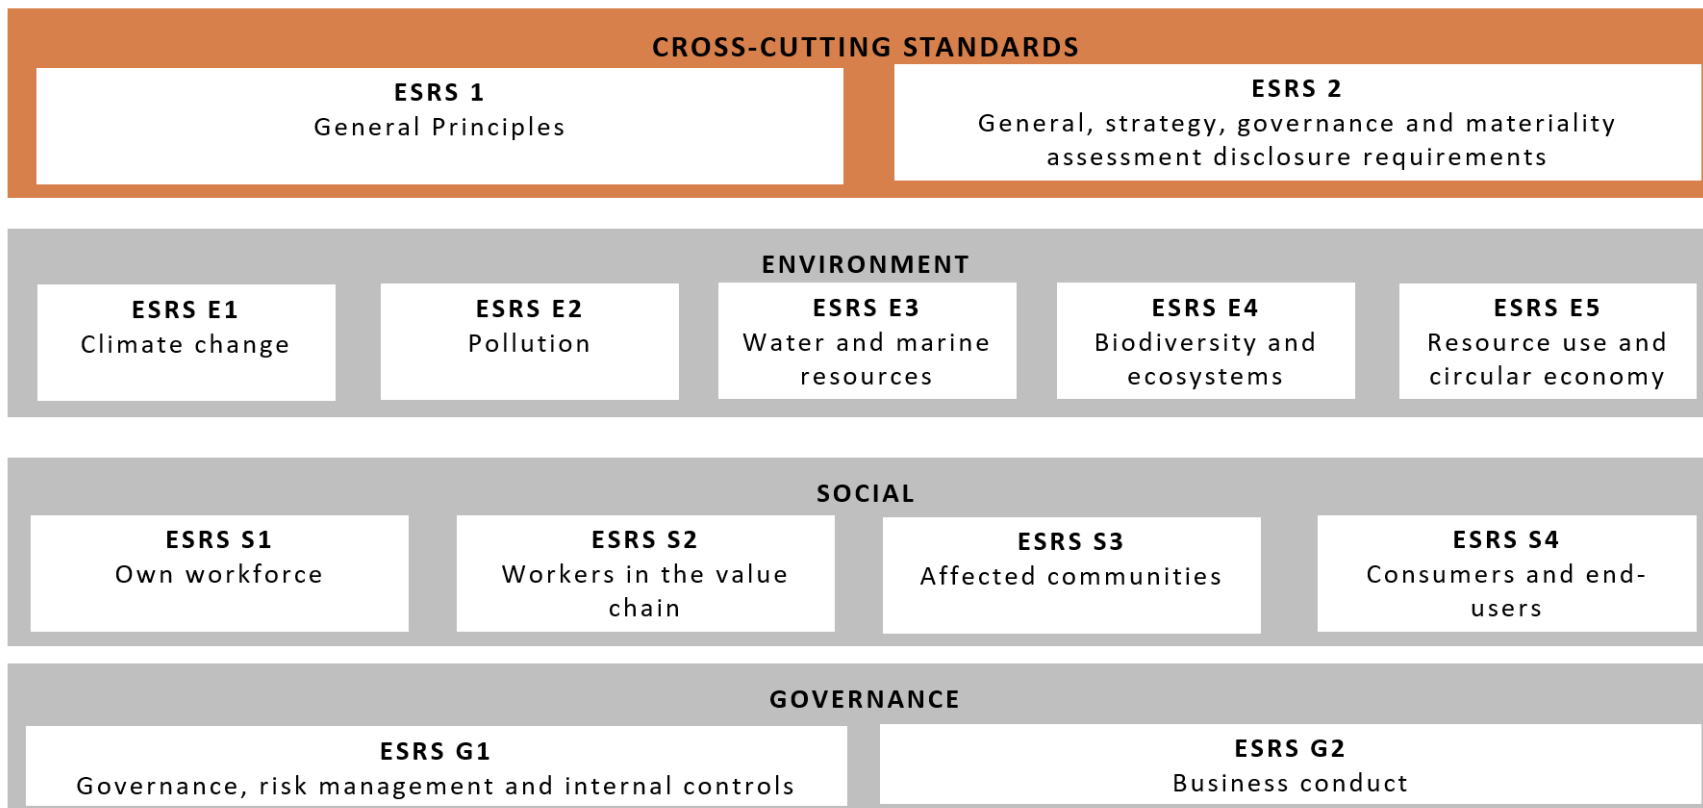 CROSS-CUTTING STANDARDS
ESRS 1
General Principles
ESRS 2
General, strategy, governance and materiality
assessment disclosure requirements
ENVIRONMENT
ESRS E1
Climate change
ESRS E2
Pollution
ESRS E3
Water and marine
resources
ESRS E4
Biodiversity and
ecosystems
ESRS E5
Resource use and
circular economy
SOCIAL
ESRS S1
Own workforce
ESRS S2
Workers in the value
chain
ESRS S3
Affected communities
ESRS S4
Consumers and end-
users
GOVERNANCE
ESRS G1
Governance, risk management and internal controls
ESRS G2
Business conduct